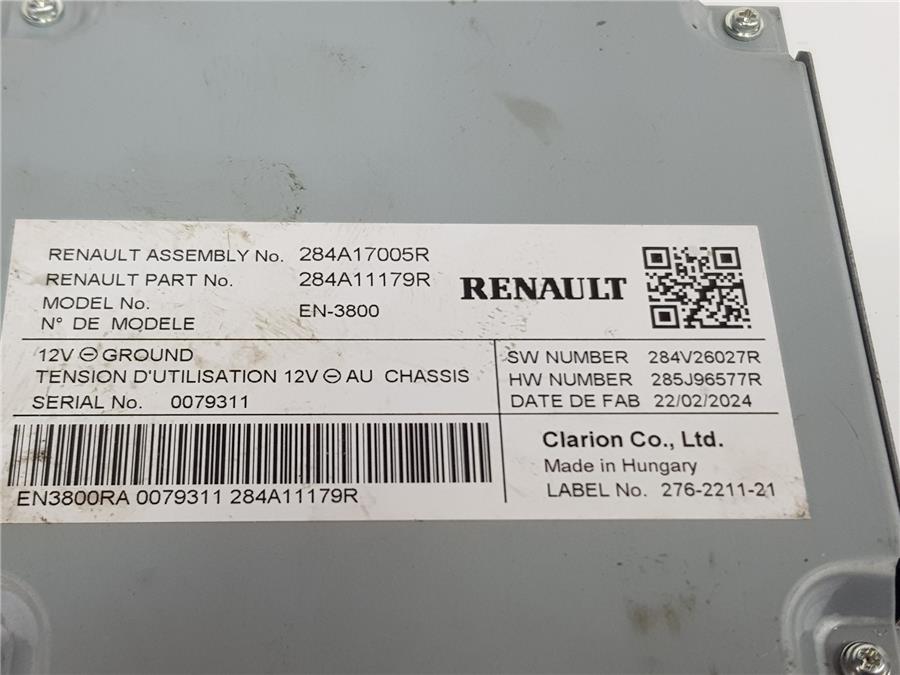 RENAULT ASSEMBLY No. 284A17005R
RENAULT PART No. 284A11179R
MODEL No.
N° DE MODELE
EN-3800
RENAULT
12V ⊖ GROUND
TENSION D'UTILISATION 12V ⊖ AU CHASSIS
SERIAL No. 0079311
SW NUMBER 284V26027R
HW NUMBER 285J96577R
DATE DE FAB 22/02/2024
EN3800RA 0079311 284A11179R
Clarion Co., Ltd.
Made in Hungary
LABEL No. 276-2211-21